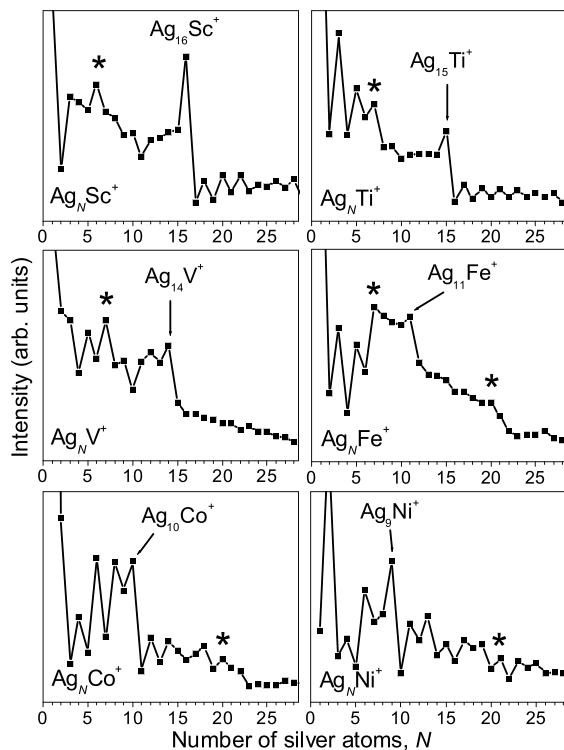 Ag16Sc+
*
AgNSc+
0 5 10 15 20 25
Ag15Ti+
*
AgNTi+
0 5 10 15 20 25
Intensity (arb. units)
Ag14V+
*
AgNV+
0 5 10 15 20 25
Ag11Fe+
*
*
AgNFe+
0 5 10 15 20 25
Ag10Co+
*
AgNCo+
0 5 10 15 20 25
Ag9Ni+
*
AgNNi+
0 5 10 15 20 25
Number of silver atoms, N